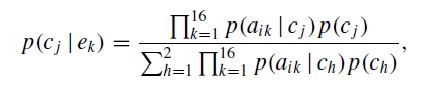 p(c_j | e_k) = \frac{\prod_{k=1}^{16} p(a_{ik} | c_j) p(c_j)}{\sum_{h=1}^{2} \prod_{k=1}^{16} p(a_{ik} | c_h) p(c_h)},